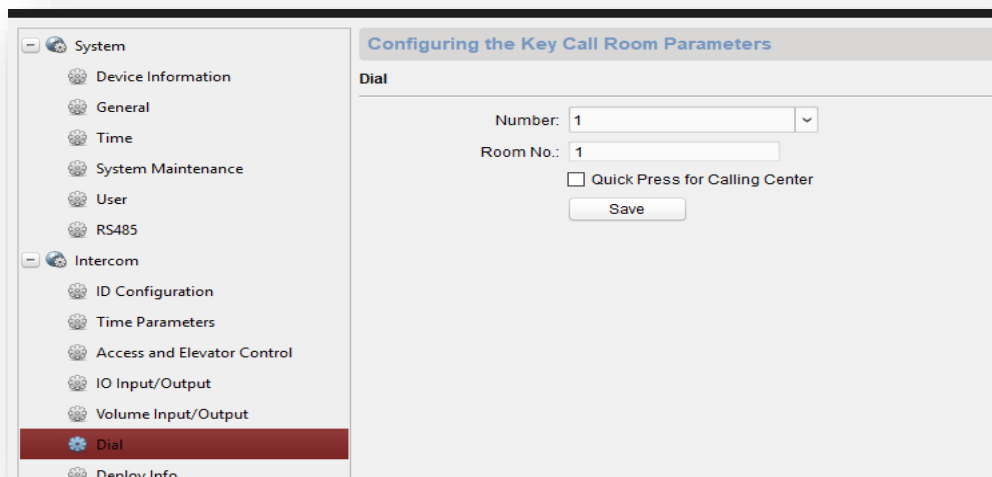 System
Device Information
General
Time
System Maintenance
User
RS485
Intercom
ID Configuration
Time Parameters
Access and Elevator Control
IO Input/Output
Volume Input/Output
Dial
Deploy Info
Configuring the Key Call Room Parameters
Dial
Number: 1
Room No.: 1
Quick Press for Calling Center
Save